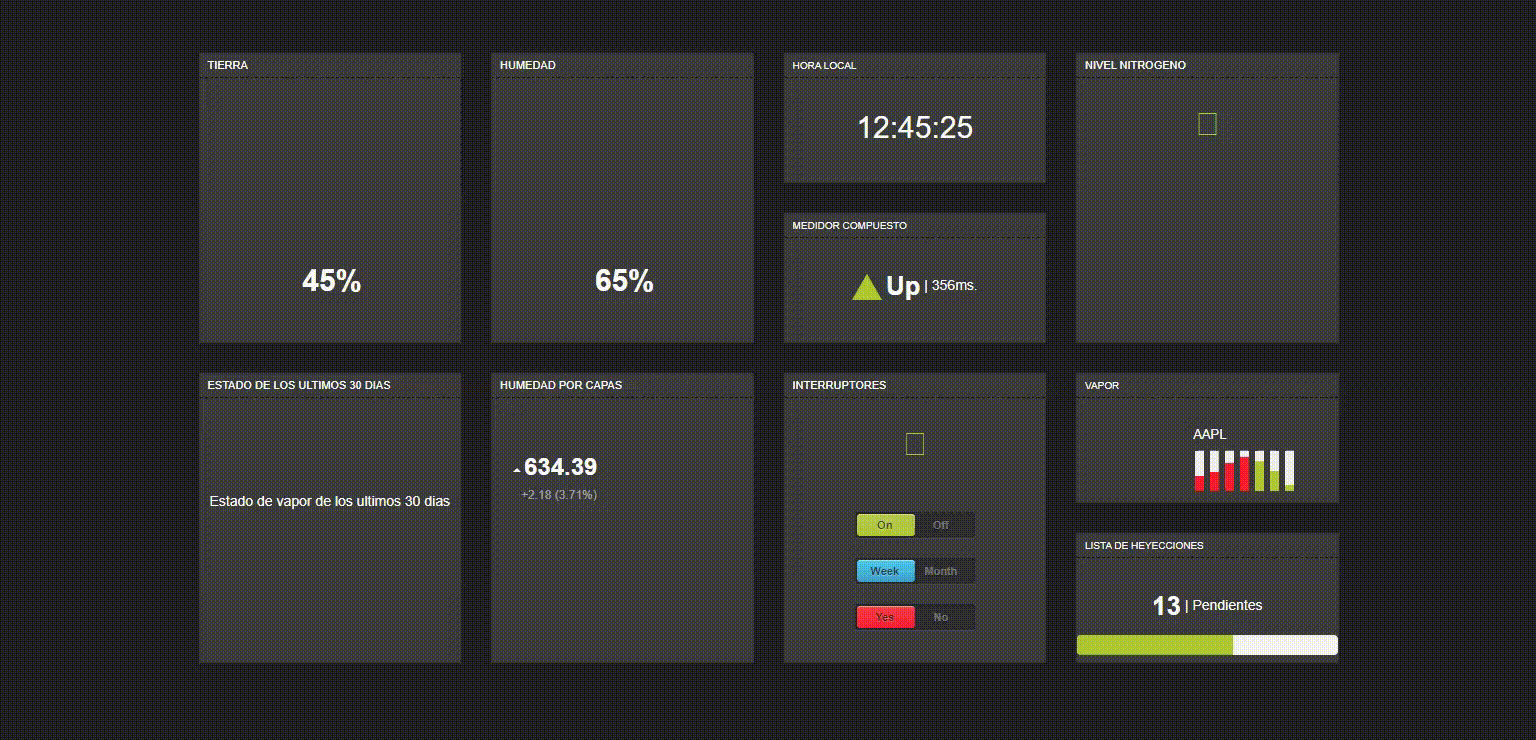 TIERRA
45%
HUMEDAD
65%
HORA LOCAL
12:45:25
MEDIDOR COMPUESTO
Up | 356ms.
NIVEL NITROGENO
ESTADO DE LOS ULTIMOS 30 DIAS
Estado de vapor de los ultimos 30 dias
HUMEDAD POR CAPAS
634.39
+2.18 (3.71%)
INTERRUPTORES
On Off
Week Month
Yes No
VAPOR
AAPL
LISTA DE HEYECCIONES
13 | Pendientes